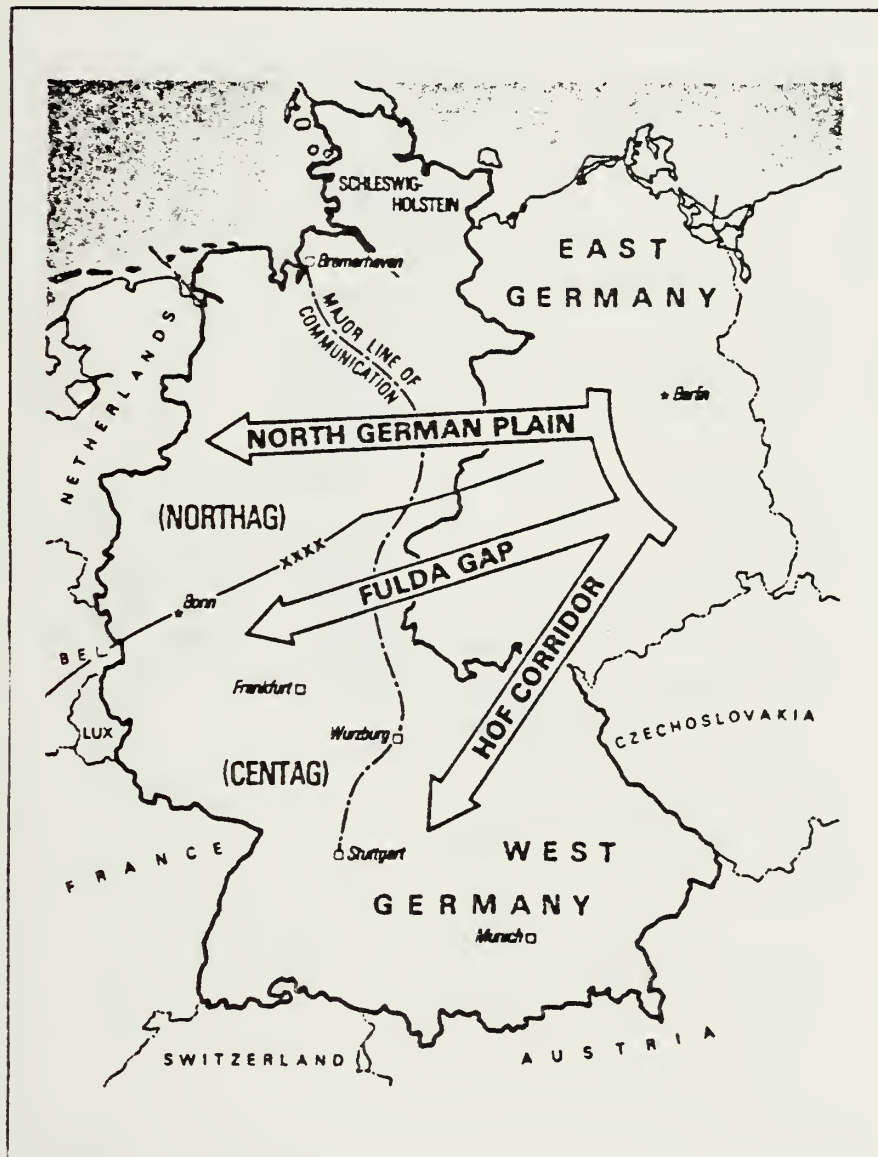 SCHLESWIG-
HOLSTEIN
Bremerhaven
EAST
GERMANY
MAJOR LINE OF
COMMUNICATION
NETHERLANDS
Berlin
NORTH GERMAN PLAIN
(NORTHAG)
XXXX
FULDA GAP
Bonn
HOF CORRIDOR
BEL
Frankfurt
LUX
Wurzburg
CZECHOSLOVAKIA
(CENTAG)
FRANCE
Stuttgart
WEST
GERMANY
Munich
SWITZERLAND
AUSTRIA